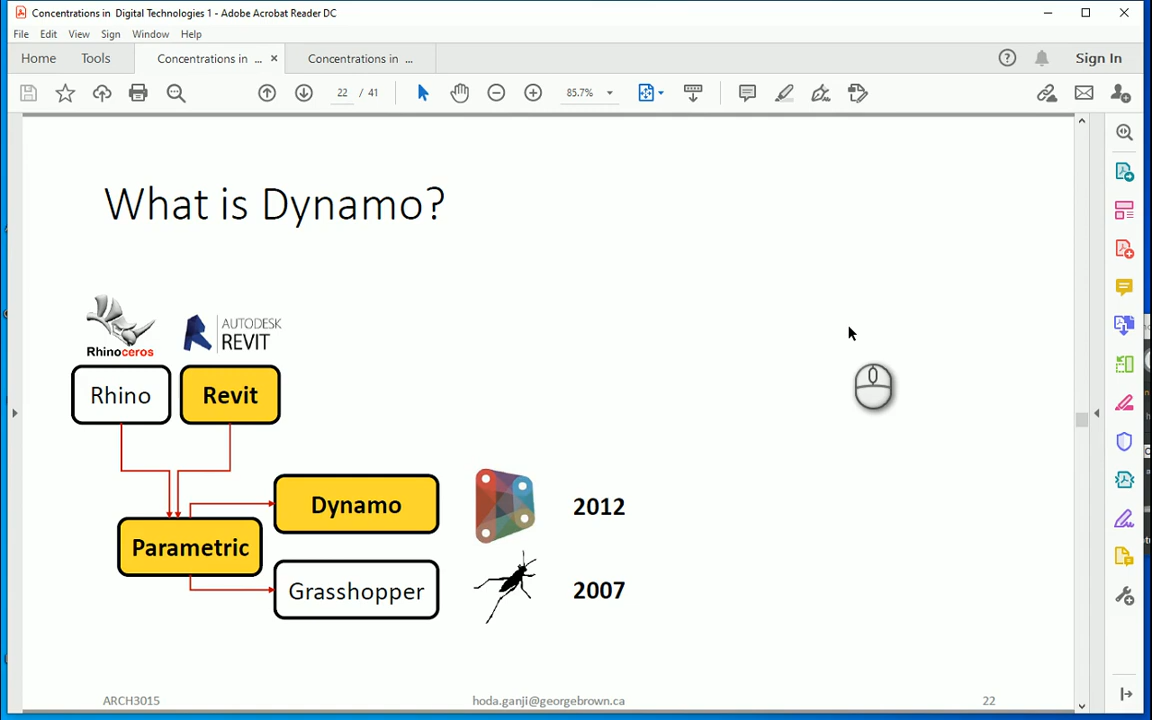 Concentrations in Digital Technologies 1 - Adobe Acrobat Reader DC
File Edit View Sign Window Help
Home Tools Concentrations in ... × Concentrations in ... Sign In
22 / 41 85.7%
What is Dynamo?
Rhinoceros
AUTODESK
REVIT
Rhino Revit
Dynamo 2012
Parametric
Grasshopper 2007
ARCH3015 hoda.ganji@georgebrown.ca 22